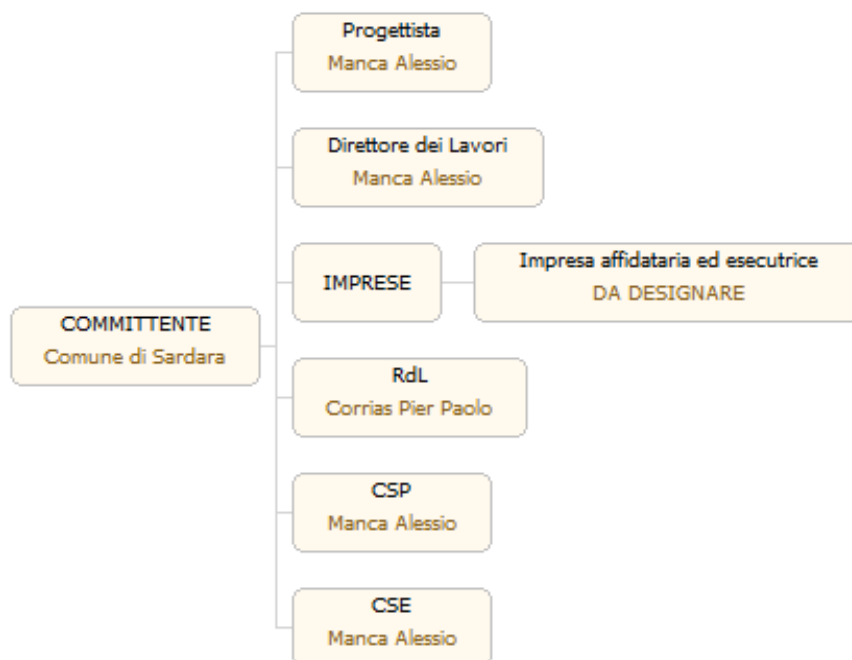 Progettista
Manca Alessio
Direttore dei Lavori
Manca Alessio
IMPRESE
Impresa affidataria ed esecutrice
DA DESIGNARE
COMMITTENTE
Comune di Sardara
RdL
Corrias Pier Paolo
CSP
Manca Alessio
CSE
Manca Alessio